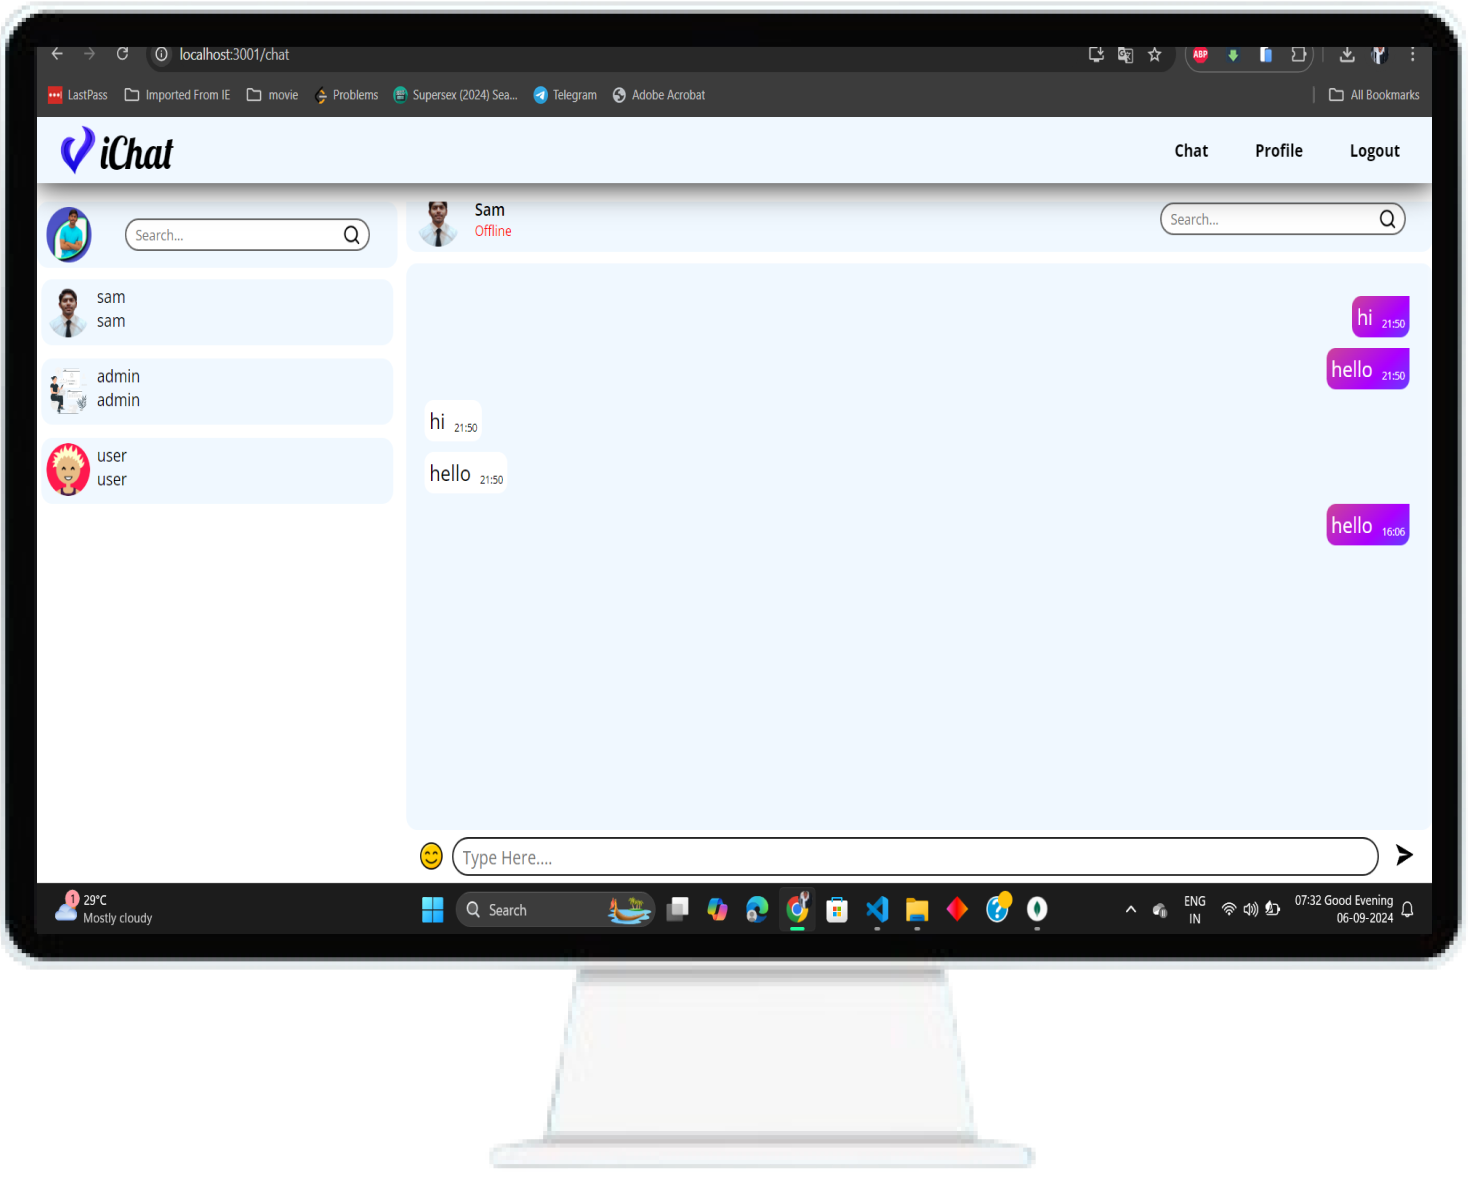 localhost:3001/chat
ABP
LastPass Imported From IE movie Problems Supersex (2024) Sea... Telegram Adobe Acrobat All Bookmarks
iChat Chat Profile Logout
Sam
Offline
Search...
Search...
sam
sam
admin
admin
user
user
hi 21:50
hello 21:50
hi 21:50
hello 21:50
hello 16:06
Type Here....
1
29°C
Mostly cloudy
Search
ENG
IN
07:32 Good Evening
06-09-2024